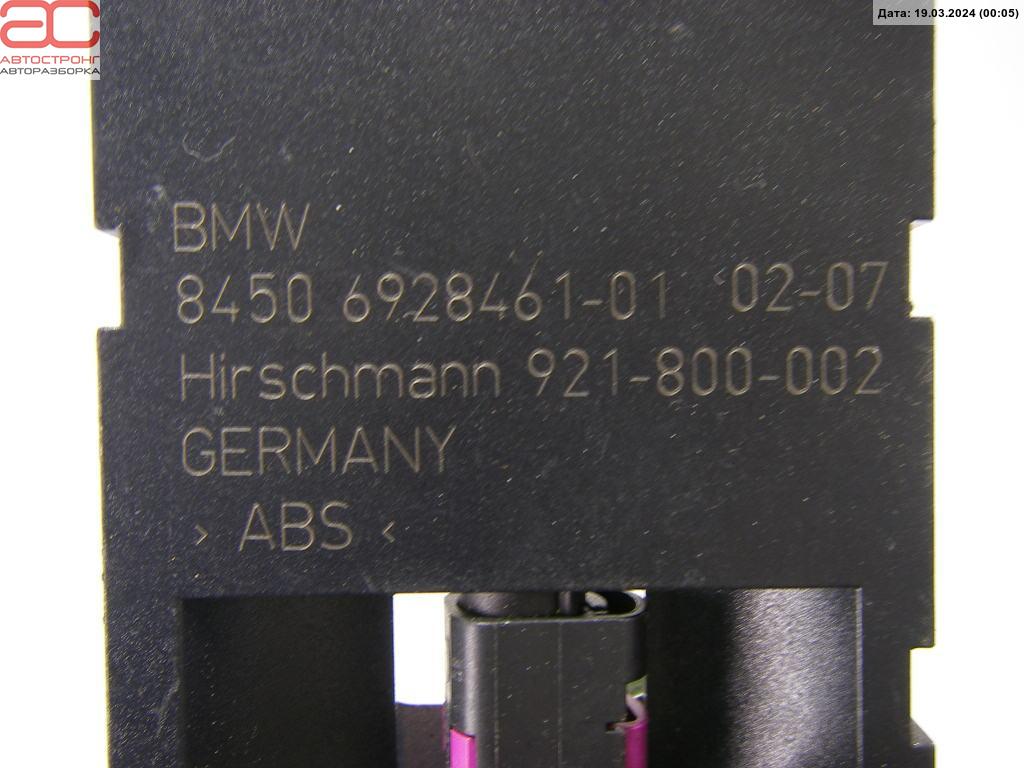 ас
АВТОСТРОНГ
АВТОРАЗБОРКА
Дата: 19.03.2024 (00:05)
BMW
8450 6928461-01 02-07
Hirschmann 921-800-002
GERMANY
> ABS <